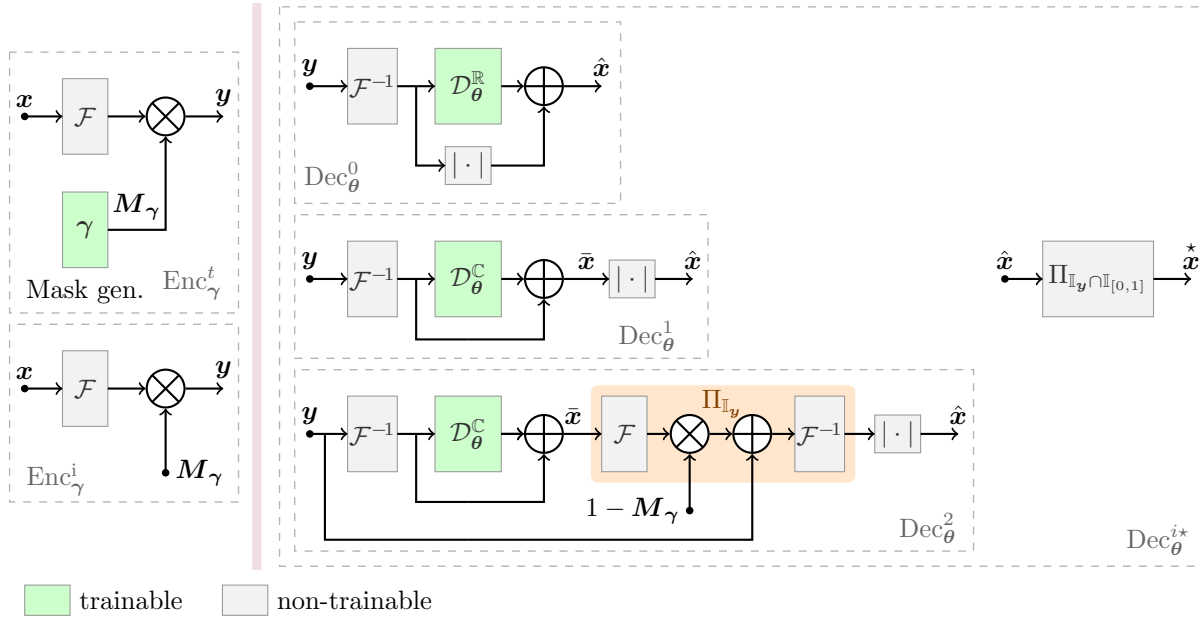 x F y
γ M_γ
Mask gen. Enc^t_γ
x F y
M_γ
Enc^i_γ
y F^{-1} D^ℝ_θ x̂
| · |
Dec^0_θ
y F^{-1} D^ℂ_θ x̄ | · | x̂
Dec^1_θ
y F^{-1} D^ℂ_θ x̄ F Π_{𝕀_y} F^{-1} | · | x̂
1 − M_γ
Dec^2_θ
x̂ Π_{𝕀_y∩𝕀_{[0,1]}} x^⋆
Dec^{i⋆}_θ
trainable non-trainable